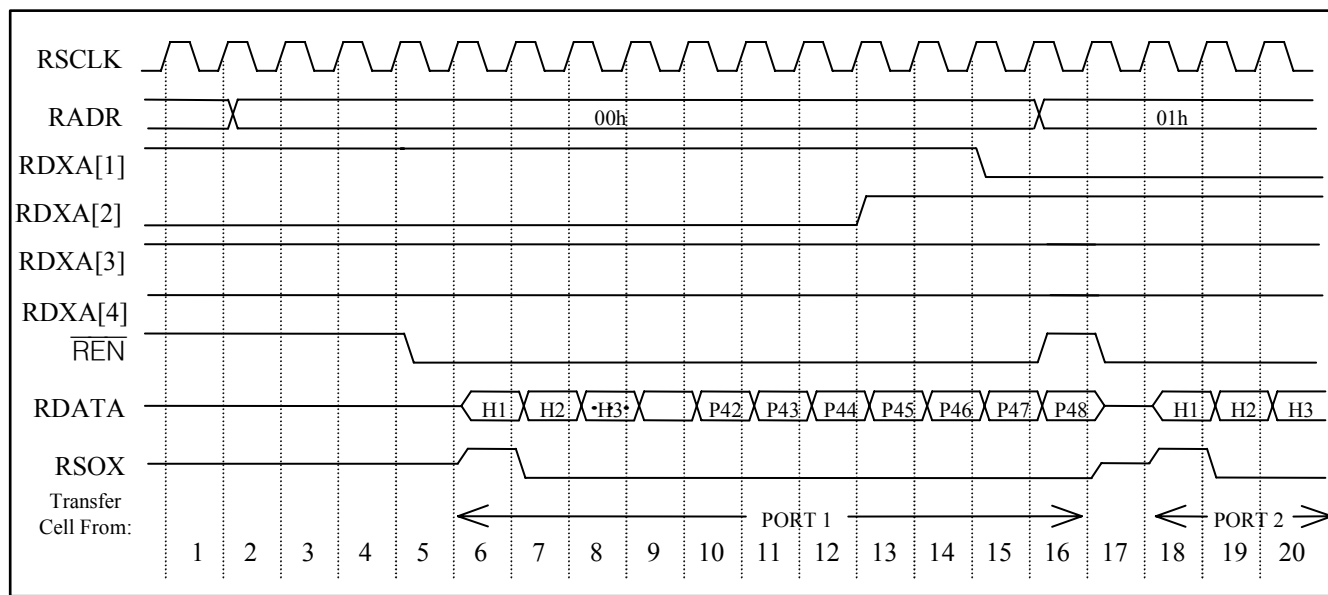 RSCLK
RADR 00h 01h
RDXA[1]
RDXA[2]
RDXA[3]
RDXA[4]
REN
RDATA H1 H2 H3 P42 P43 P44 P45 P46 P47 P48 H1 H2 H3
RSOX
Transfer
Cell From: PORT 1 PORT 2
1 2 3 4 5 6 7 8 9 10 11 12 13 14 15 16 17 18 19 20